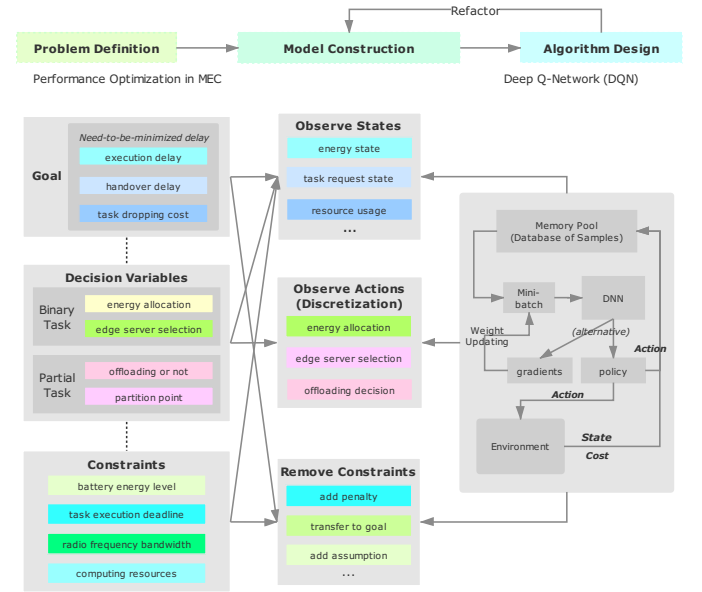 Refactor
Problem Definition
Model Construction
Algorithm Design
Performance Optimization in MEC
Deep Q-Network (DQN)
Goal
Need-to-be-minimized delay
execution delay
handover delay
task dropping cost
Decision Variables
Binary
Task
energy allocation
edge server selection
Partial
Task
offloading or not
partition point
Constraints
battery energy level
task execution deadline
radio frequency bandwidth
computing resources
Observe States
energy state
task request state
resource usage
...
Observe Actions
(Discretization)
energy allocation
edge server selection
offloading decision
Remove Constraints
add penalty
transfer to goal
add assumption
...
Memory Pool
(Database of Samples)
Mini-
batch
DNN
Weight
Updating
(alternative)
Action
gradients
policy
Action
Environment
State
Cost